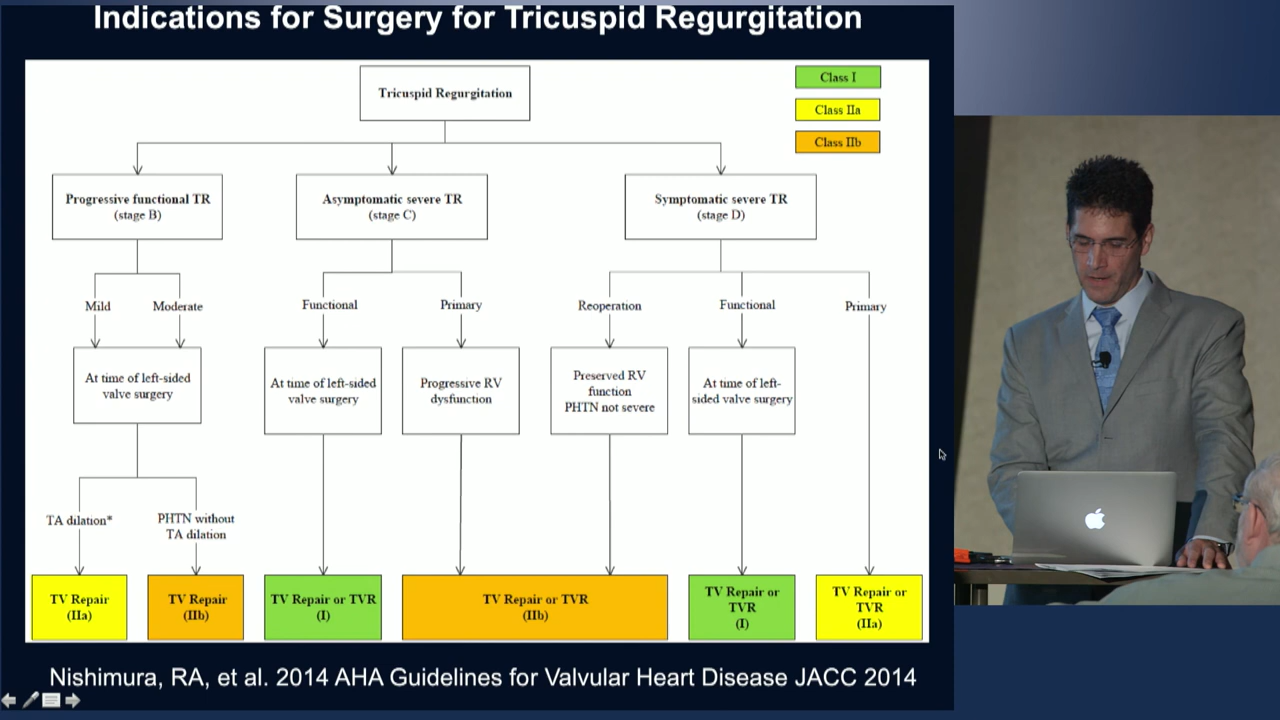 Indications for Surgery for Tricuspid Regurgitation
Class I
Class IIa
Class IIb
Tricuspid Regurgitation
Progressive functional TR
(stage B)
Asymptomatic severe TR
(stage C)
Symptomatic severe TR
(stage D)
Mild
Moderate
Functional
Primary
Reoperation
Functional
Primary
At time of left-sided
valve surgery
At time of left-sided
valve surgery
Progressive RV
dysfunction
Preserved RV
function
PHTN not severe
At time of left-
sided valve surgery
TA dilation*
PHTN without
TA dilation
TV Repair
(IIa)
TV Repair
(IIb)
TV Repair or TVR
(I)
TV Repair or TVR
(IIb)
TV Repair or
TVR
(I)
TV Repair or
TVR
(IIa)
Nishimura, RA, et al. 2014 AHA Guidelines for Valvular Heart Disease JACC 2014